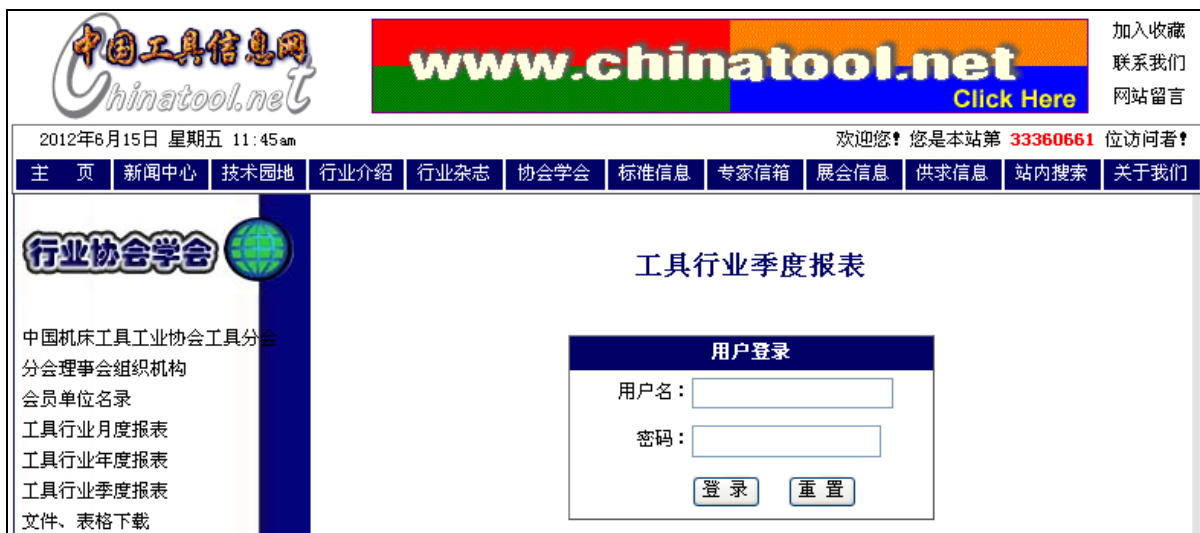 中国工具信息网
Chinatool.net
www.chinatool.net
Click Here
加入收藏
联系我们
网站留言
2012年6月15日 星期五 11:45am
欢迎您! 您是本站第 33360661 位访问者!
主 页 新闻中心 技术园地 行业介绍 行业杂志 协会学会 标准信息 专家信箱 展会信息 供求信息 站内搜索 关于我们
行业协会学会
中国机床工具工业协会工具分会
分会理事会组织机构
会员单位名录
工具行业月度报表
工具行业年度报表
工具行业季度报表
文件、表格下载
工具行业季度报表
用户登录
用户名:
密码:
登 录 重 置